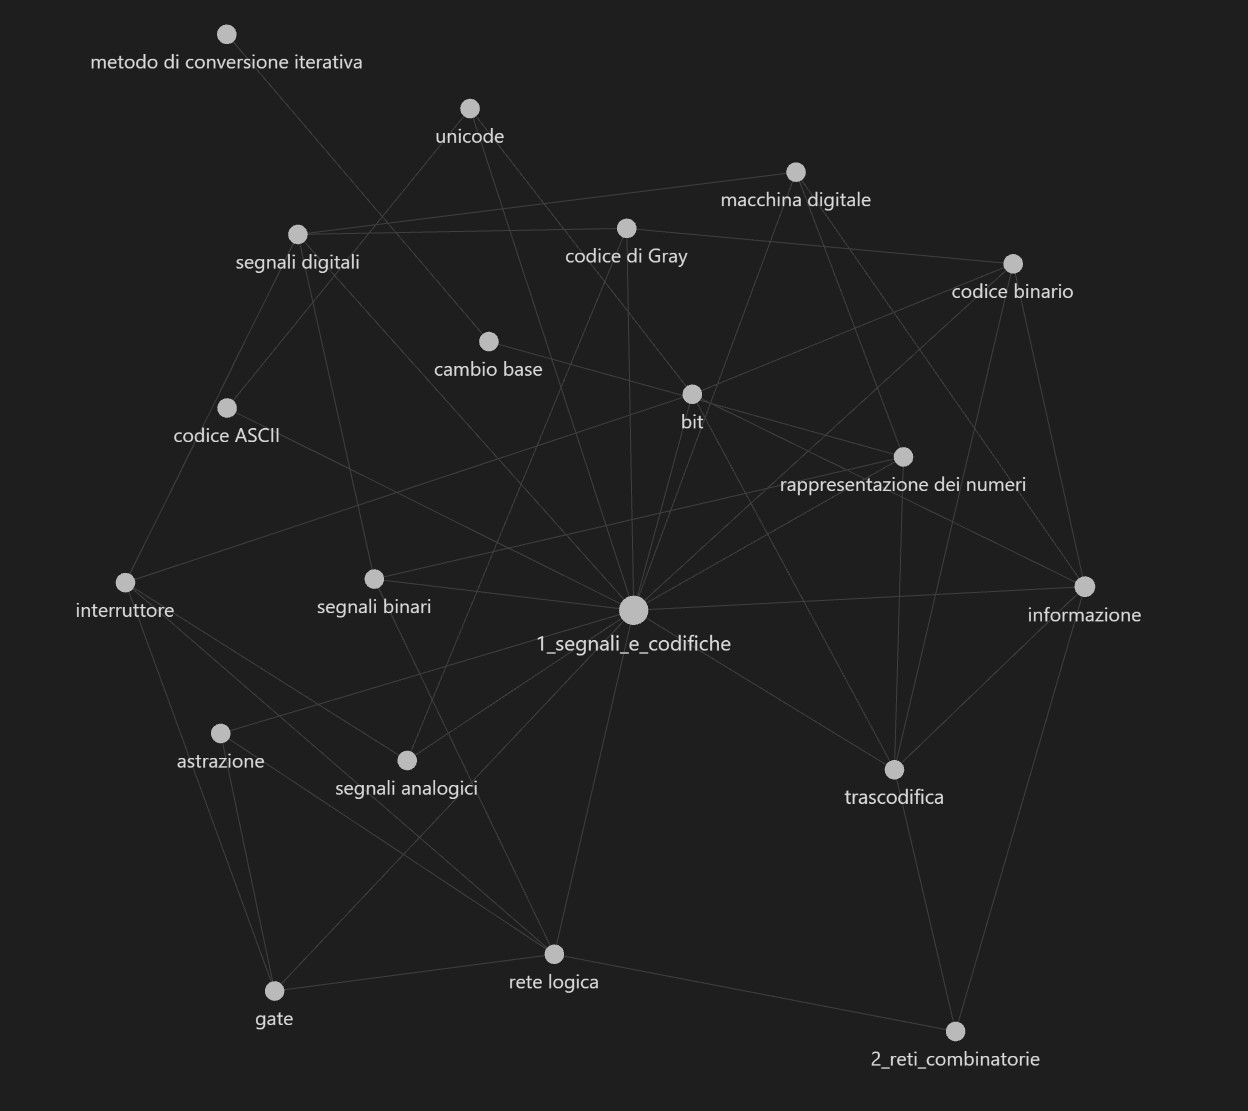 metodo di conversione iterativa
unicode
macchina digitale
segnali digitali
codice di Gray
codice binario
cambio base
bit
codice ASCII
rappresentazione dei numeri
interruttore
segnali binari
1_segnali_e_codifiche
informazione
astrazione
segnali analogici
trascodifica
rete logica
gate
2_reti_combinatorie